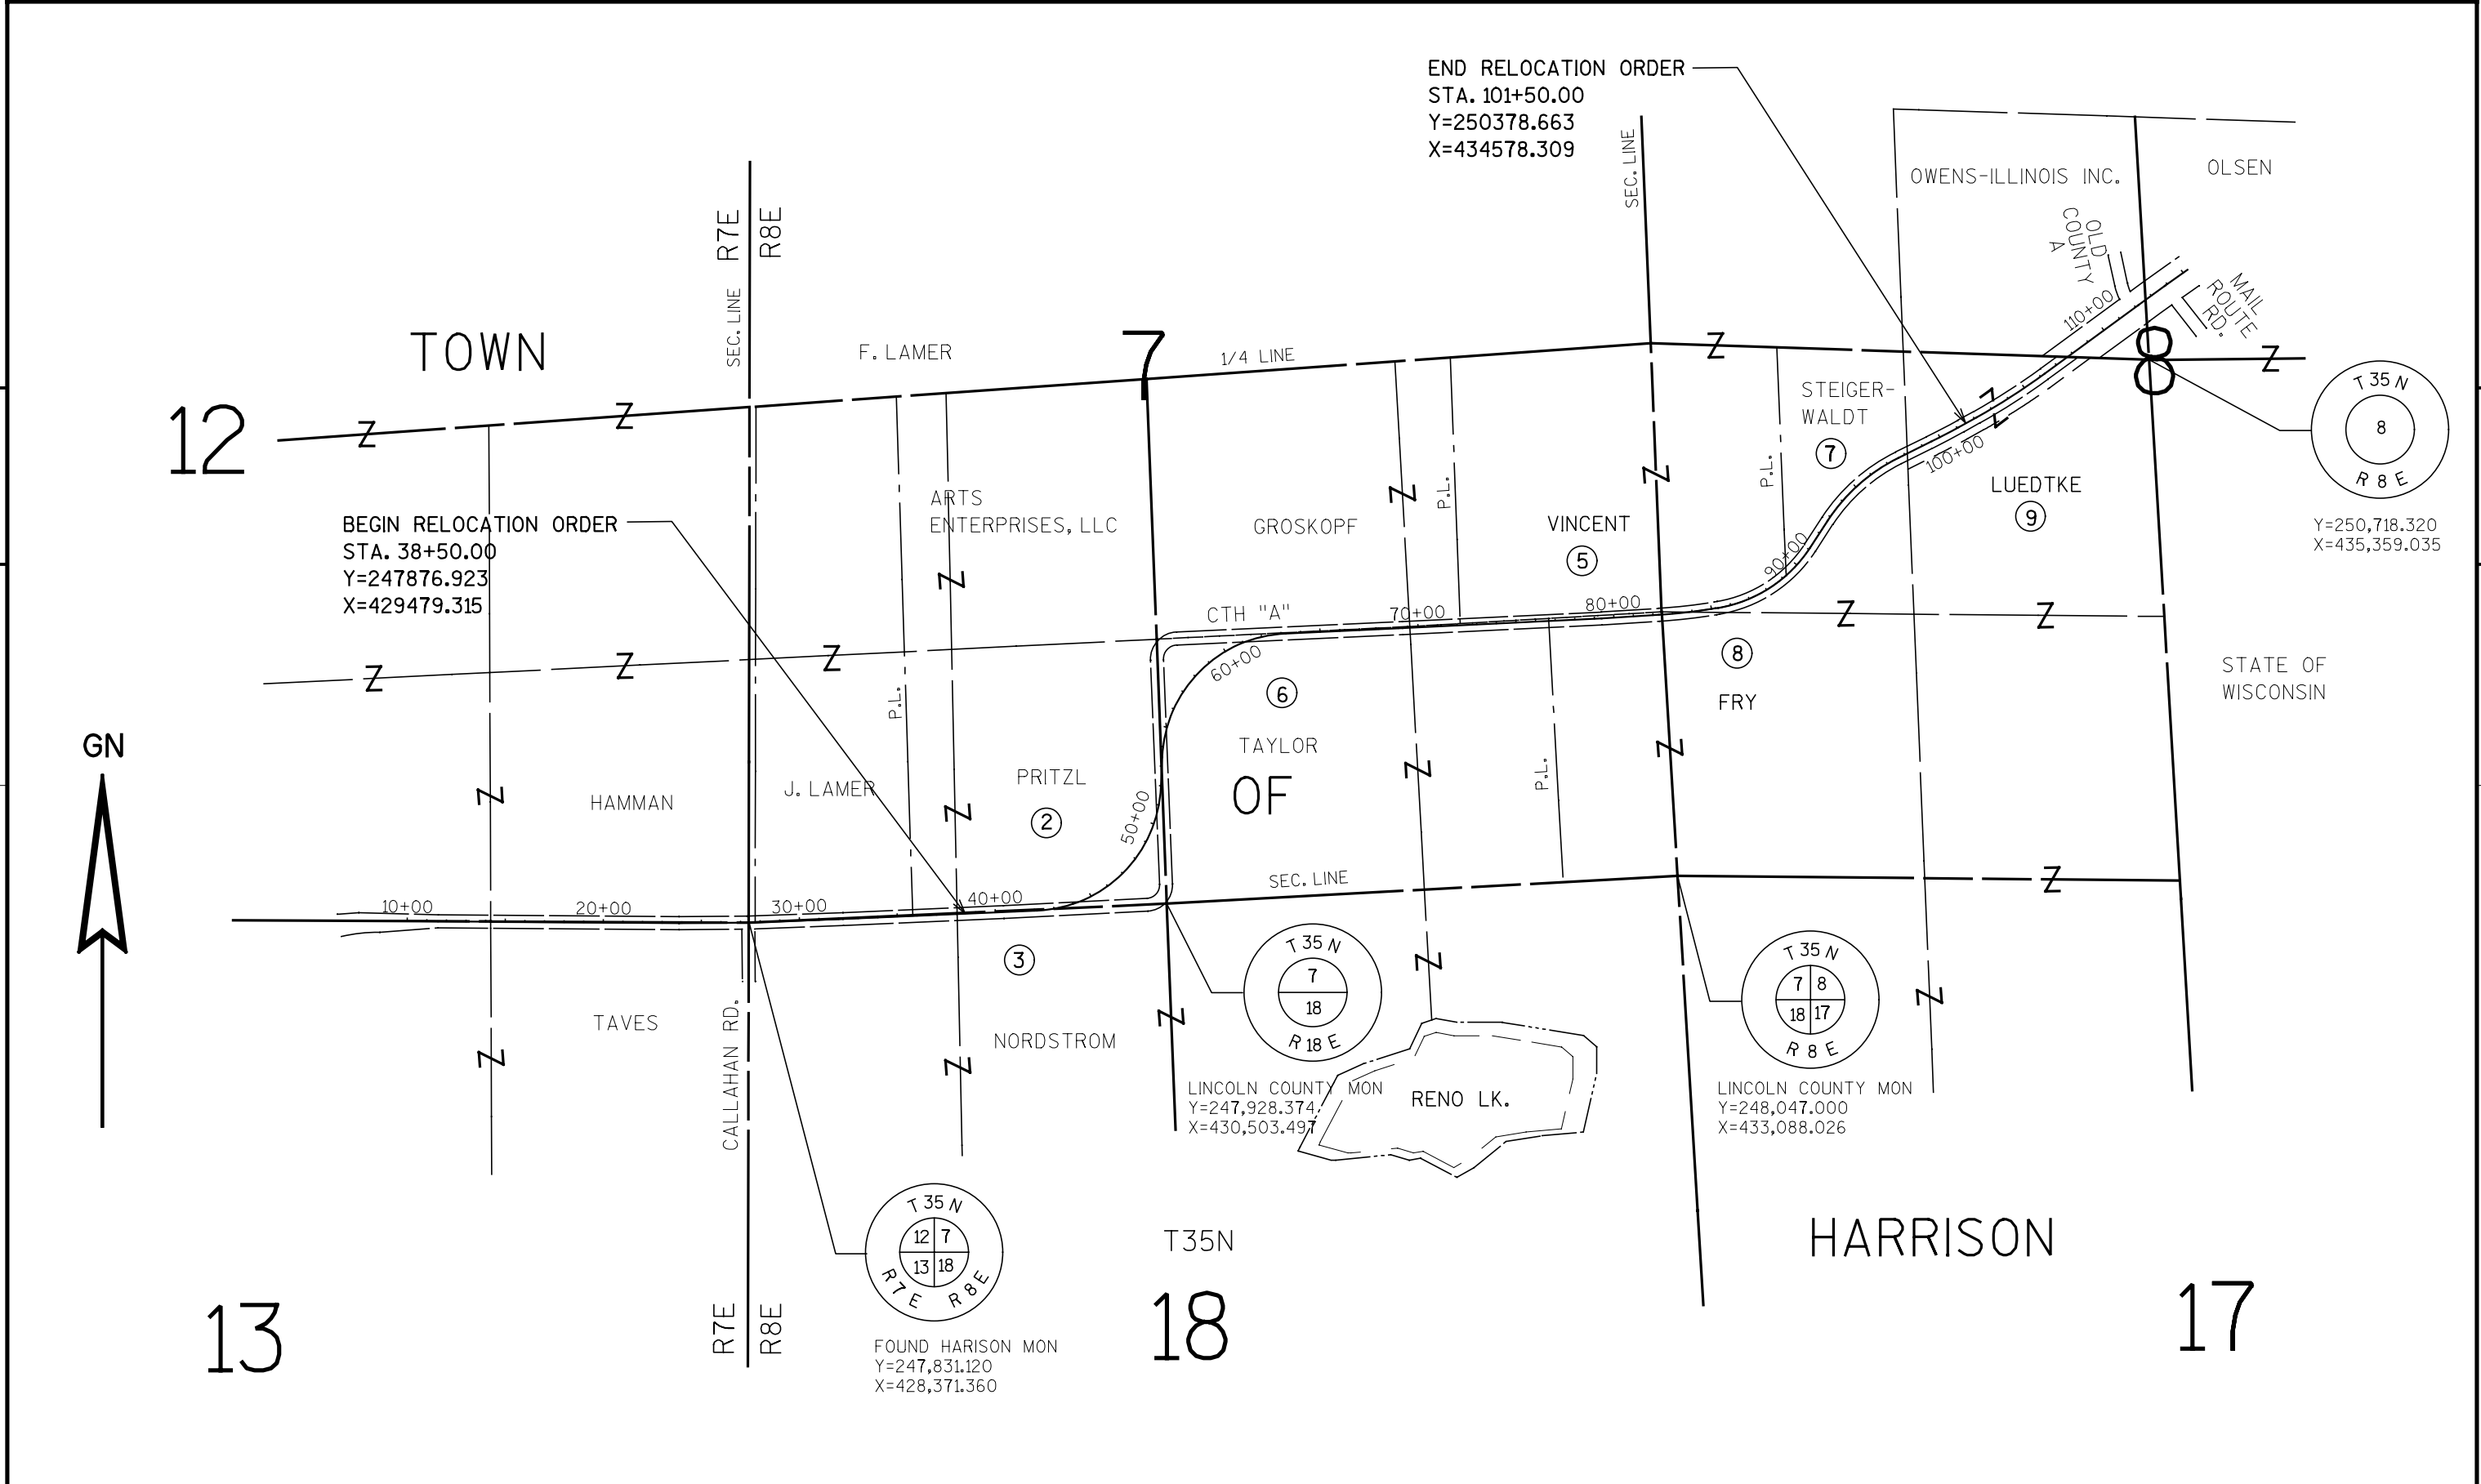 END RELOCATION ORDER
STA. 101+50.00
Y=250378.663
X=434578.309
SEC. LINE
OWENS-ILLINOIS INC.
OLSEN
R7E
R8E
SEC. LINE
OLD
COUNTY
A
MAIL
ROUTE
RD.
110+00
TOWN
F. LAMER
7
1/4 LINE
8
12
STEIGER-
WALDT
7
P.L.
100+00
T 35 N
8
R 8 E
Y=250,718.320
X=435,359.035
LUEDTKE
9
BEGIN RELOCATION ORDER
STA. 38+50.00
Y=247876.923
X=429479.315
ARTS
ENTERPRISES, LLC
GROSKOPF
P.L.
VINCENT
5
90+00
CTH "A"
70+00
80+00
60+00
6
8
FRY
STATE OF
WISCONSIN
GN
P.L.
TAYLOR
OF
P.L.
HAMMAN
J. LAMER
PRITZL
2
50+00
10+00
20+00
30+00
40+00
SEC. LINE
3
TAVES
CALLAHAN RD.
NORDSTROM
T 35 N
7
18
R 18 E
LINCOLN COUNTY MON
Y=247,928.374
X=430,503.497
RENO LK.
T 35 N
7 8
18 17
R 8 E
LINCOLN COUNTY MON
Y=248,047.000
X=433,088.026
T 35 N
12 7
13 18
R 7 E R 8 E
FOUND HARISON MON
Y=247,831.120
X=428,371.360
T35N
HARRISON
13
R7E
R8E
18
17